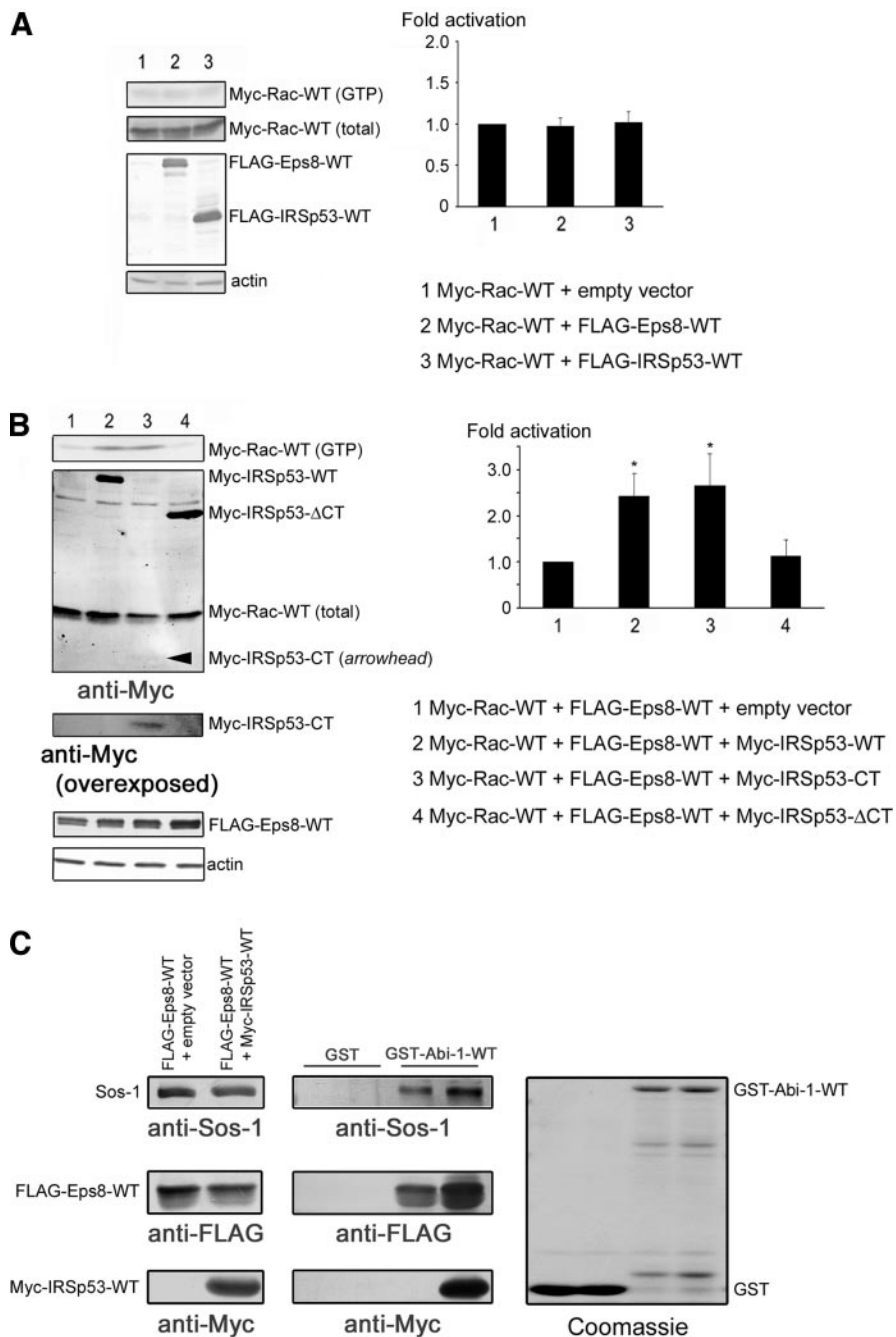 A
1 2 3
Myc-Rac-WT (GTP)
Myc-Rac-WT (total)
FLAG-Eps8-WT
FLAG-IRSp53-WT
actin
Fold activation
2.0
1.5
1.0
0.5
0
1 2 3
1 Myc-Rac-WT + empty vector
2 Myc-Rac-WT + FLAG-Eps8-WT
3 Myc-Rac-WT + FLAG-IRSp53-WT
B
1 2 3 4
Myc-Rac-WT (GTP)
Myc-IRSp53-WT
Myc-IRSp53-ΔCT
Myc-Rac-WT (total)
Myc-IRSp53-CT (arrowhead)
anti-Myc
Myc-IRSp53-CT
anti-Myc
(overexposed)
FLAG-Eps8-WT
actin
Fold activation
3.0
2.0
1.0
0
* *
1 2 3 4
1 Myc-Rac-WT + FLAG-Eps8-WT + empty vector
2 Myc-Rac-WT + FLAG-Eps8-WT + Myc-IRSp53-WT
3 Myc-Rac-WT + FLAG-Eps8-WT + Myc-IRSp53-CT
4 Myc-Rac-WT + FLAG-Eps8-WT + Myc-IRSp53-ΔCT
C
FLAG-Eps8-WT
+ empty vector
FLAG-Eps8-WT
+ Myc-IRSp53-WT
GST GST-Abi-1-WT
Sos-1
anti-Sos-1 anti-Sos-1
FLAG-Eps8-WT
anti-FLAG anti-FLAG
Myc-IRSp53-WT
anti-Myc anti-Myc
GST-Abi-1-WT
GST
Coomassie